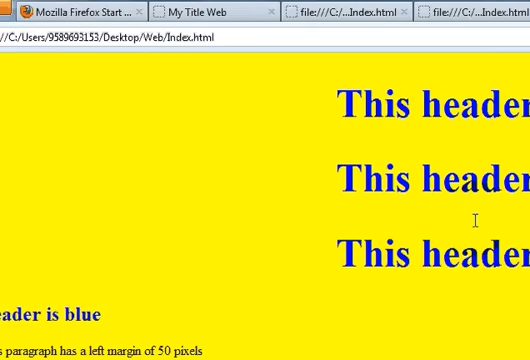 Mozilla Firefox Start ... × My Title Web × file:///C:/...Index.html × file:///C:/...Index.html
//C:/Users/9589693153/Desktop/Web/Index.html
This header
This header
This header
eader is blue
s paragraph has a left margin of 50 pixels